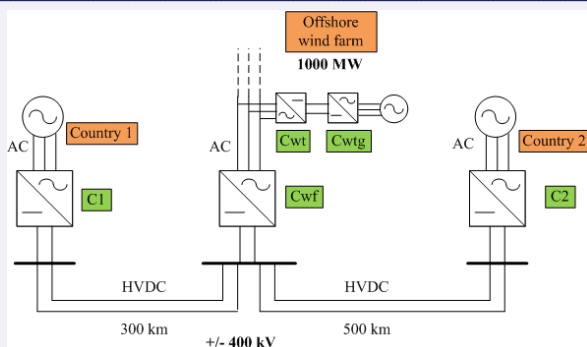 Offshore
wind farm
1000 MW
AC
Country 1
Cwt
Cwtg
AC
AC
Country 2
C1
Cwf
C2
HVDC
HVDC
300 km
500 km
+/- 400 kV